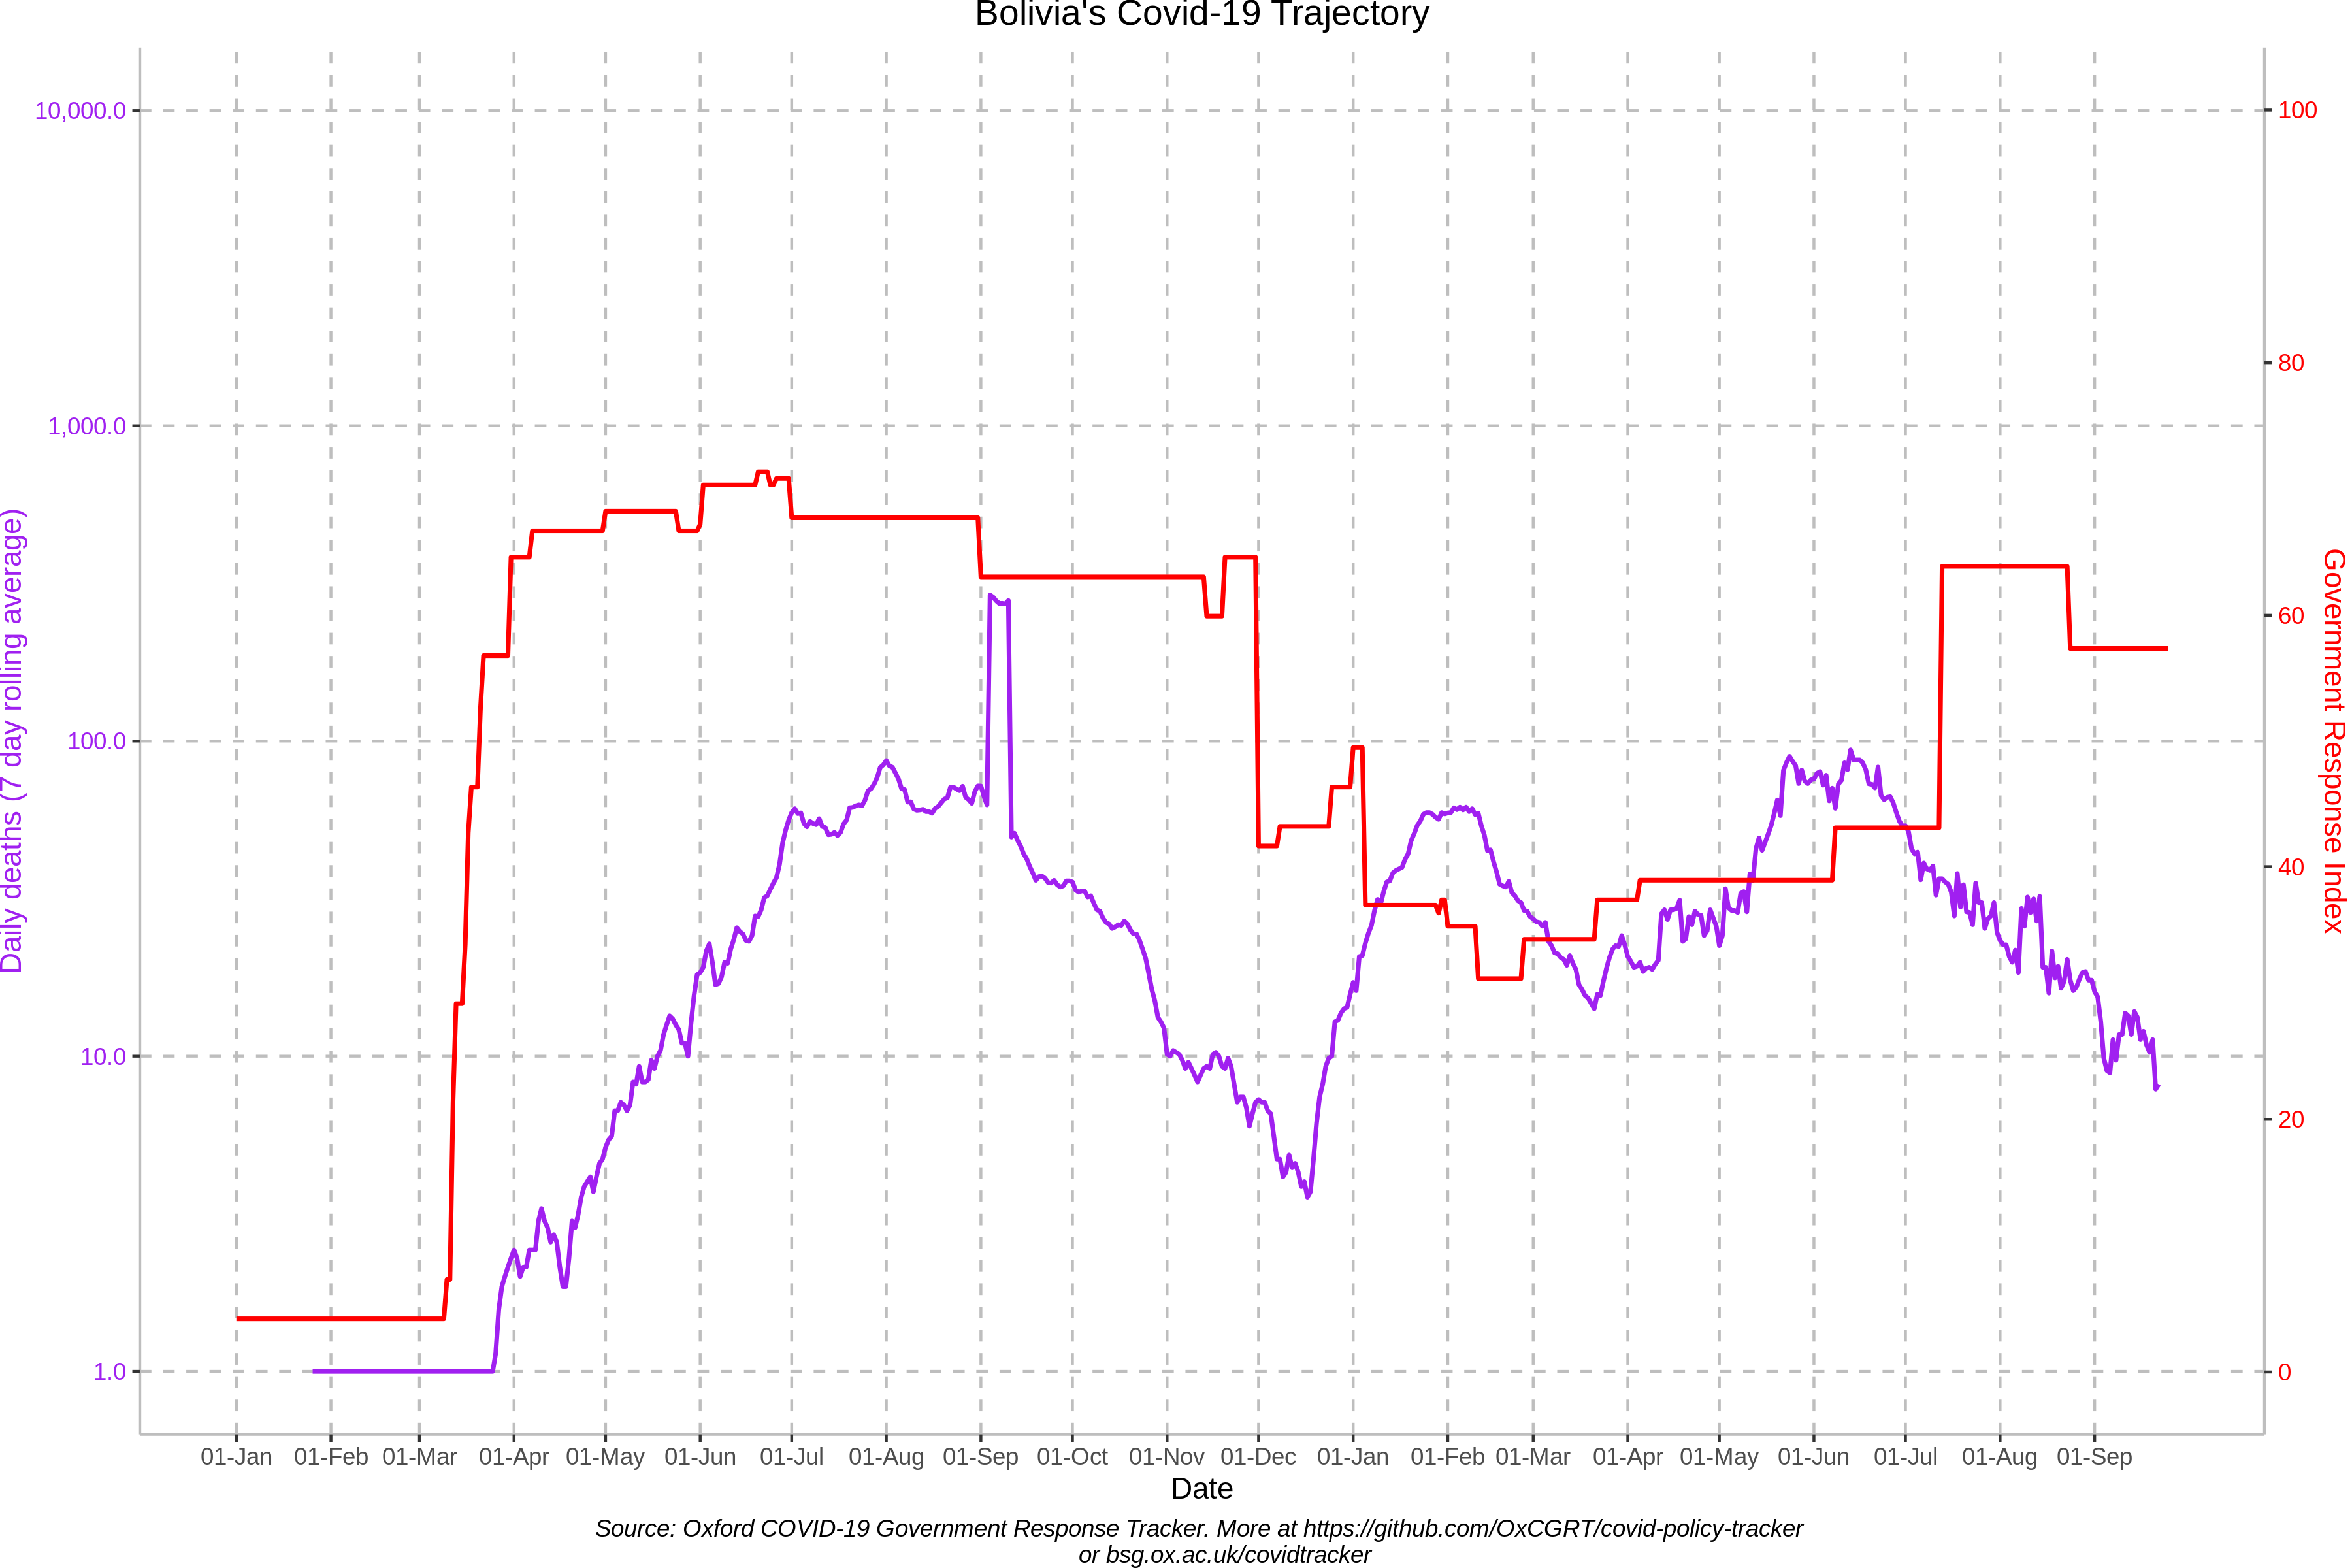 Bolivia's Covid-19 Trajectory
10,000.0
1,000.0
100.0
10.0
1.0
Daily deaths (7 day rolling average)
100
80
60
40
20
0
Government Response Index
01-Jan 01-Feb 01-Mar 01-Apr 01-May 01-Jun 01-Jul 01-Aug 01-Sep 01-Oct 01-Nov 01-Dec 01-Jan 01-Feb 01-Mar 01-Apr 01-May 01-Jun 01-Jul 01-Aug 01-Sep
Date
Source: Oxford COVID-19 Government Response Tracker. More at https://github.com/OxCGRT/covid-policy-tracker
or bsg.ox.ac.uk/covidtracker